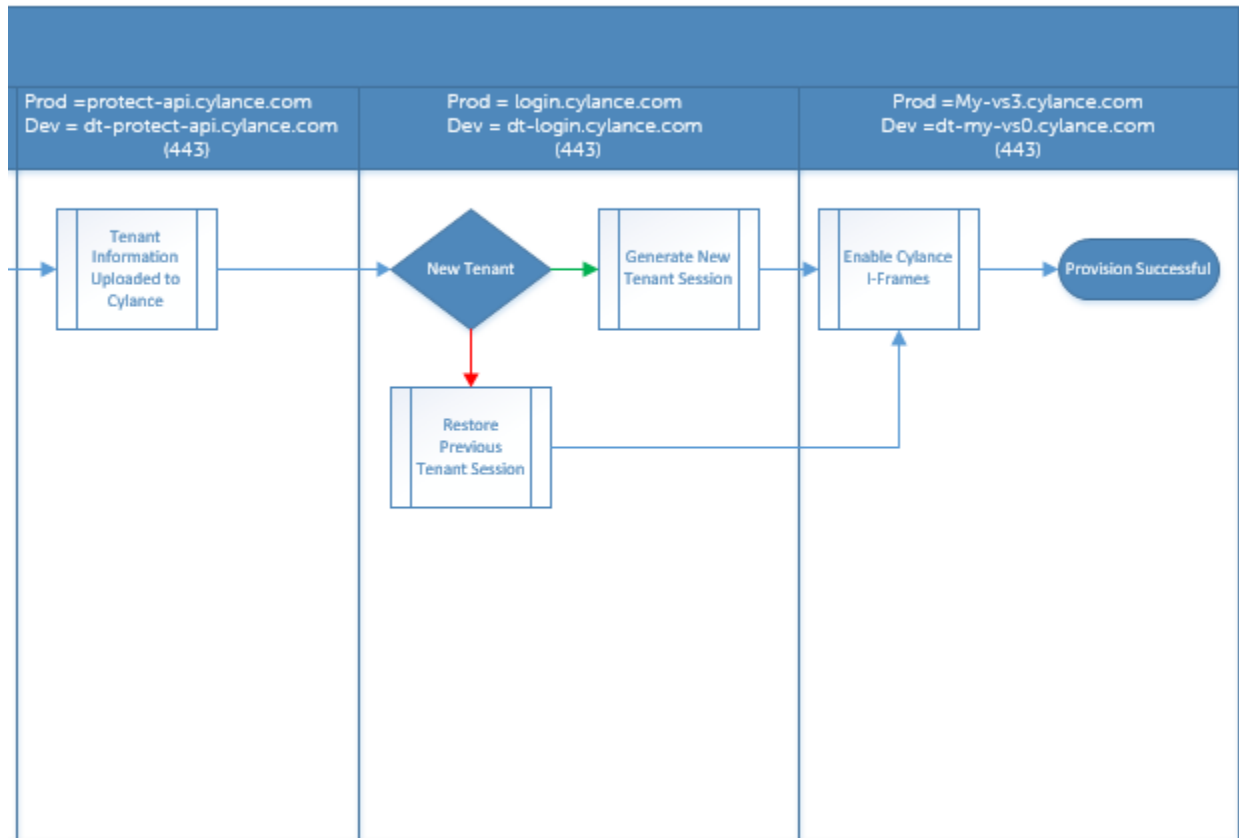 Prod =protect-api.cylance.com
Dev = dt-protect-api.cylance.com
(443)
Prod = login.cylance.com
Dev = dt-login.cylance.com
(443)
Prod =My-vs3.cylance.com
Dev =dt-my-vs0.cylance.com
(443)
Tenant
Information
Uploaded to
Cylance
New Tenant
Generate New
Tenant Session
Enable Cylance
I-Frames
Provision Successful
Restore
Previous
Tenant Session